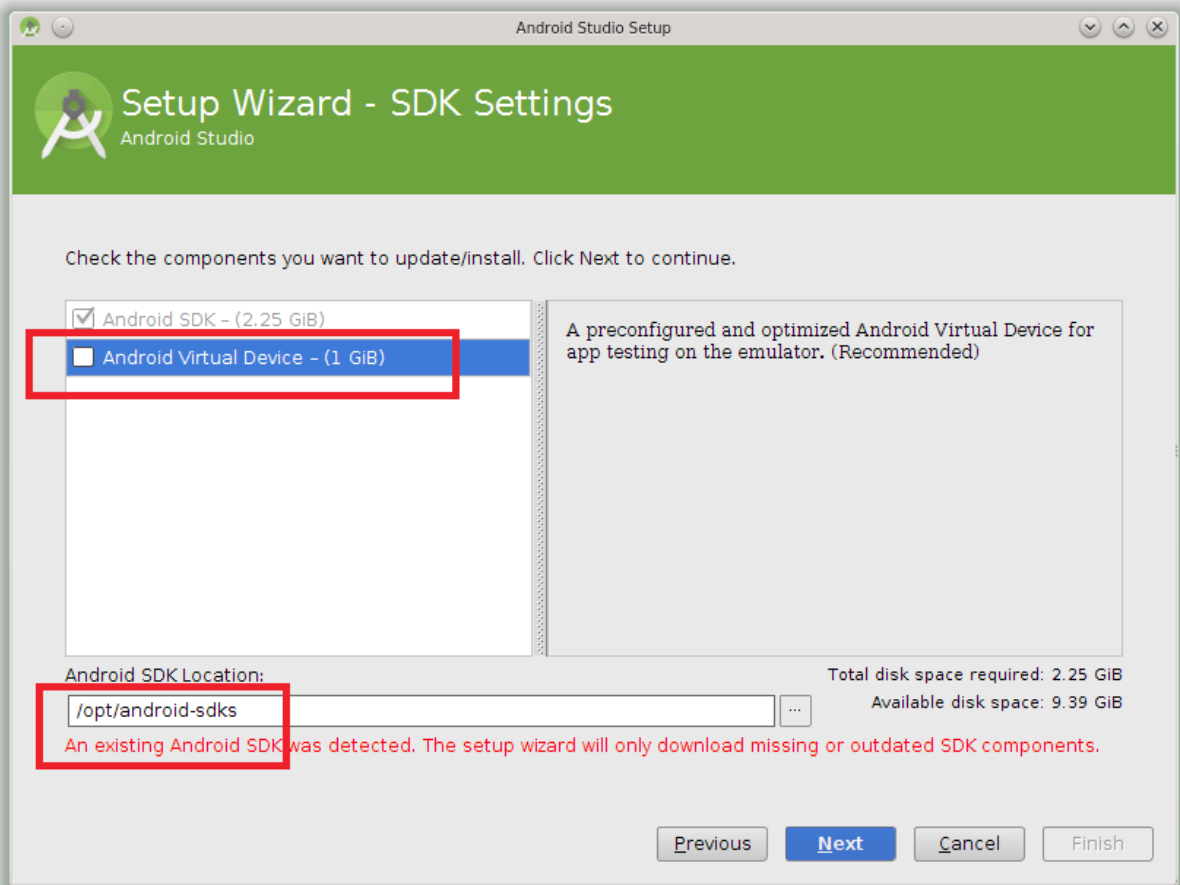 Android Studio Setup
Setup Wizard - SDK Settings
Android Studio
Check the components you want to update/install. Click Next to continue.
Android SDK – (2.25 GiB)
Android Virtual Device – (1 GiB)
A preconfigured and optimized Android Virtual Device for
app testing on the emulator. (Recommended)
Android SDK Location:
/opt/android-sdks
...
Total disk space required: 2.25 GiB
Available disk space: 9.39 GiB
An existing Android SDK was detected. The setup wizard will only download missing or outdated SDK components.
Previous
Next
Cancel
Finish